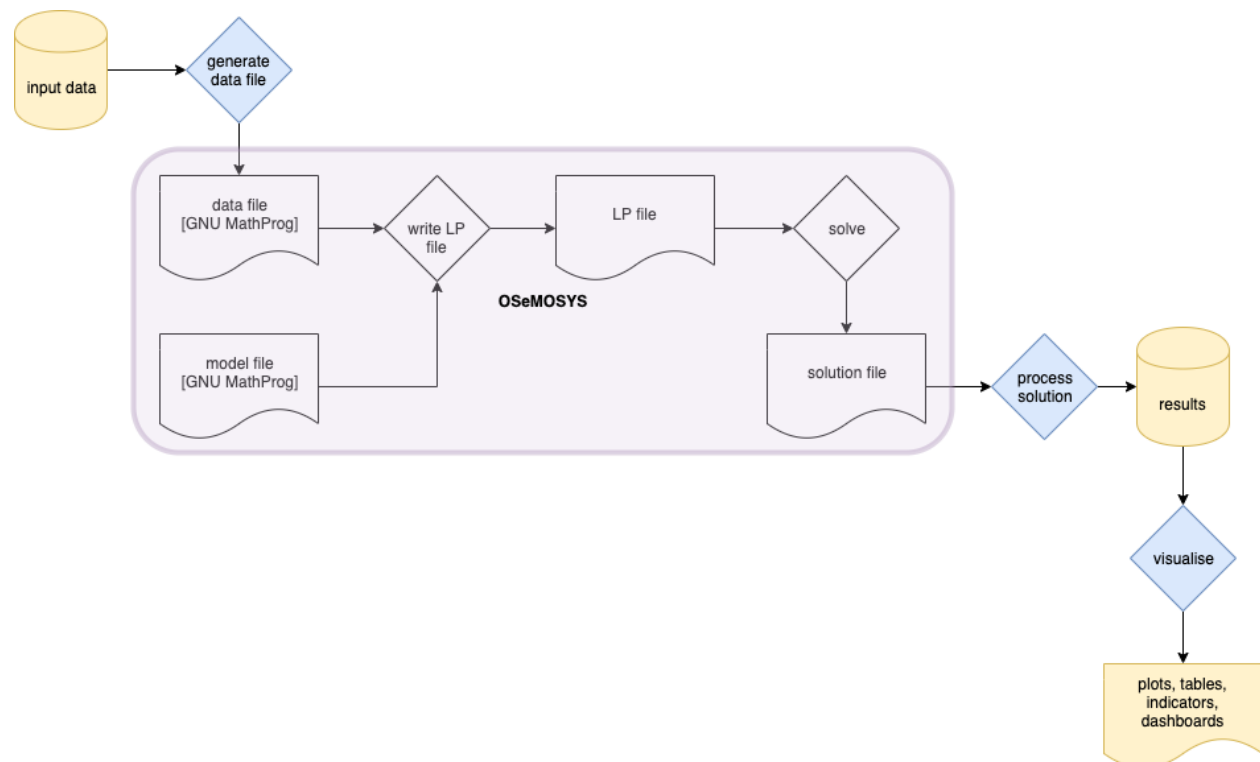 input data
generate
data file
data file
[GNU MathProg]
write LP
file
LP file
solve
OSeMOSYS
model file
[GNU MathProg]
solution file
process
solution
results
visualise
plots, tables,
indicators,
dashboards